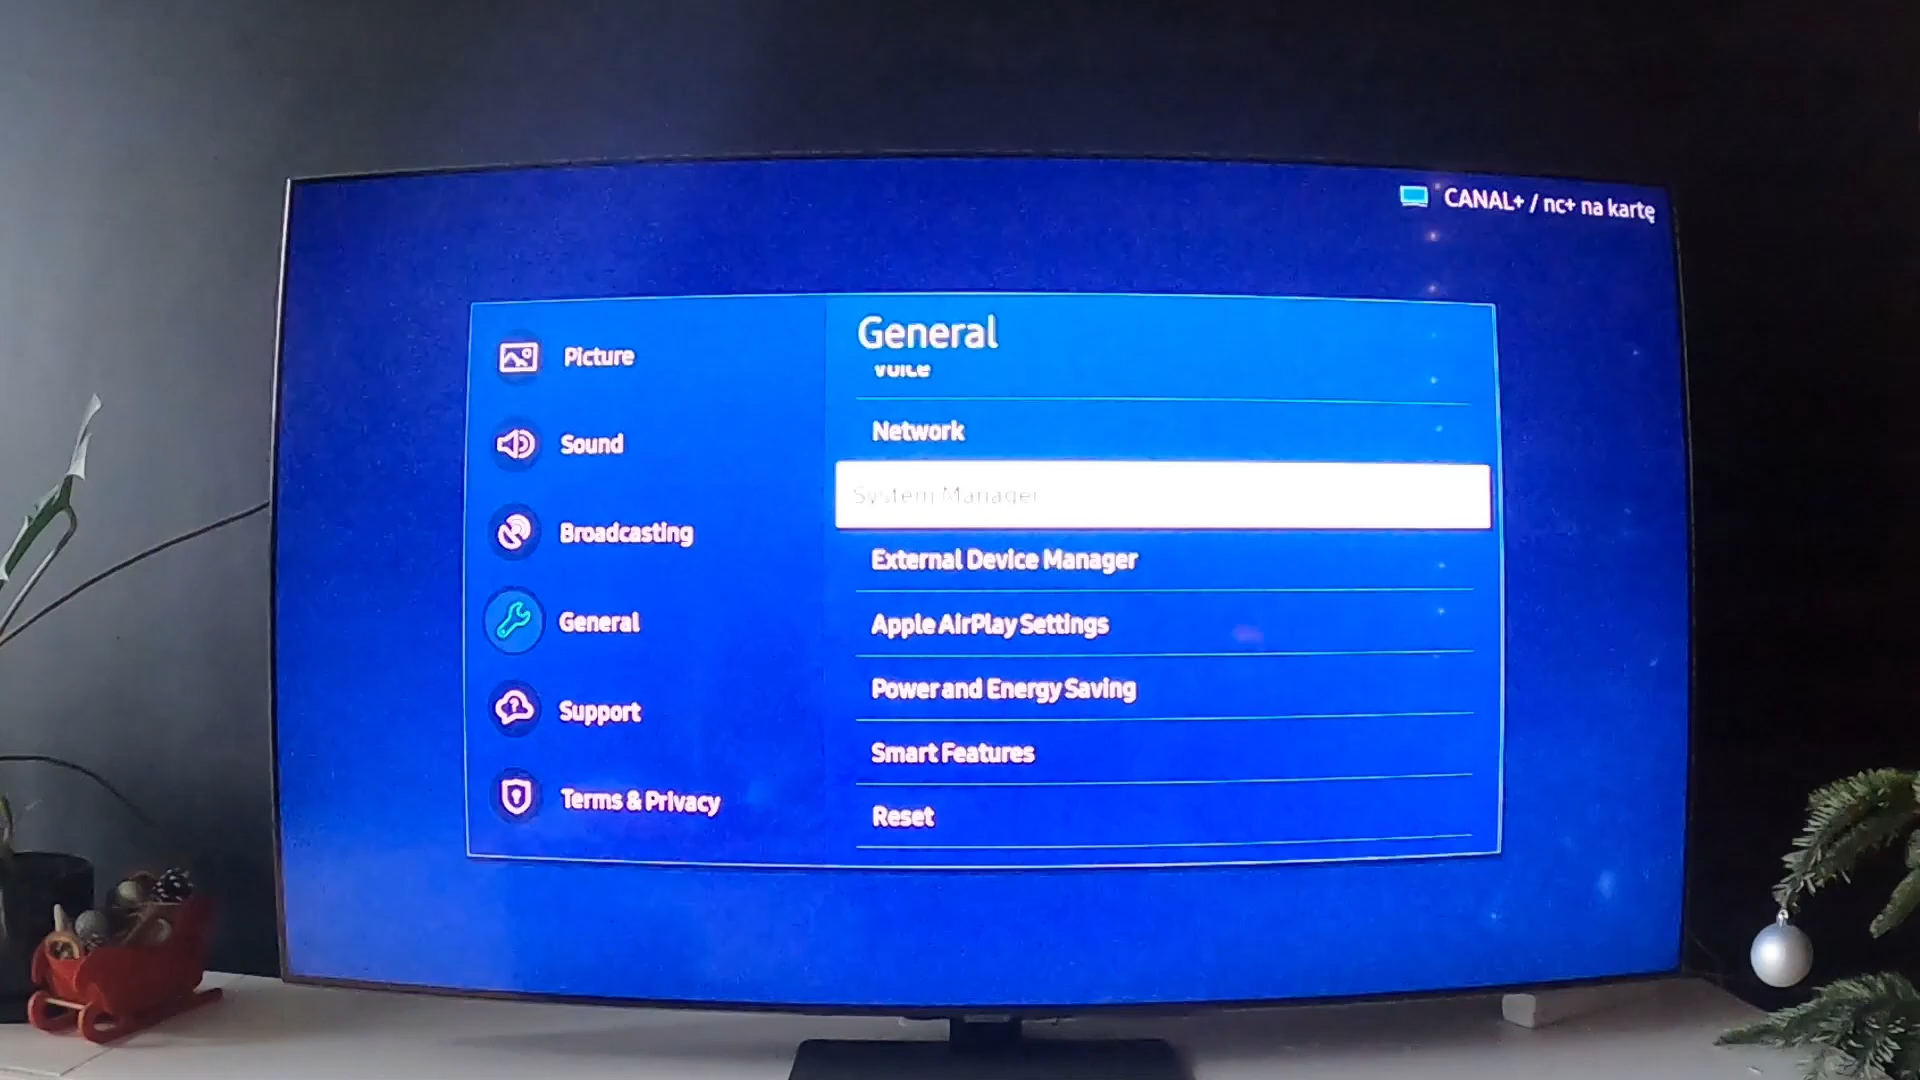 CANAL+ / nc+ na kartę
Picture
Sound
Broadcasting
General
Support
Terms & Privacy
General
Voice
Network
System Manager
External Device Manager
Apple AirPlay Settings
Power and Energy Saving
Smart Features
Reset